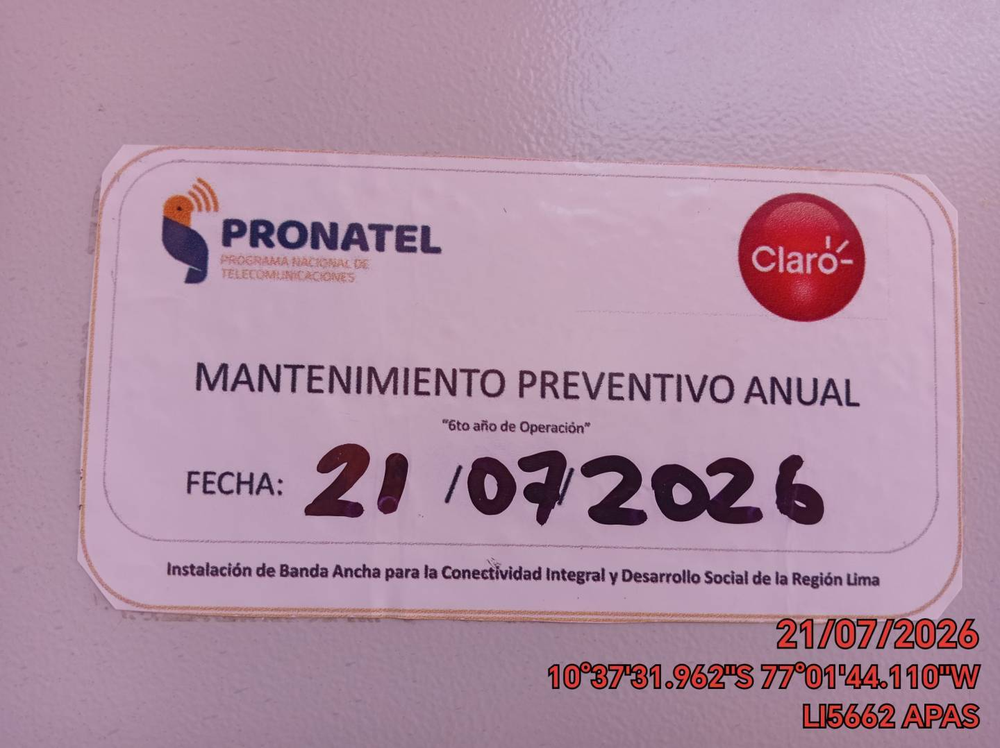 PRONATEL
PROGRAMA NACIONAL DE
TELECOMUNICACIONES
Claro
MANTENIMIENTO PREVENTIVO ANUAL
"6to año de Operación"
FECHA: 21/07/2026
Instalación de Banda Ancha para la Conectividad Integral y Desarrollo Social de la Región Lima
21/07/2026
10°37'31.962"S 77°01'44.110"W
LI5662 APAS